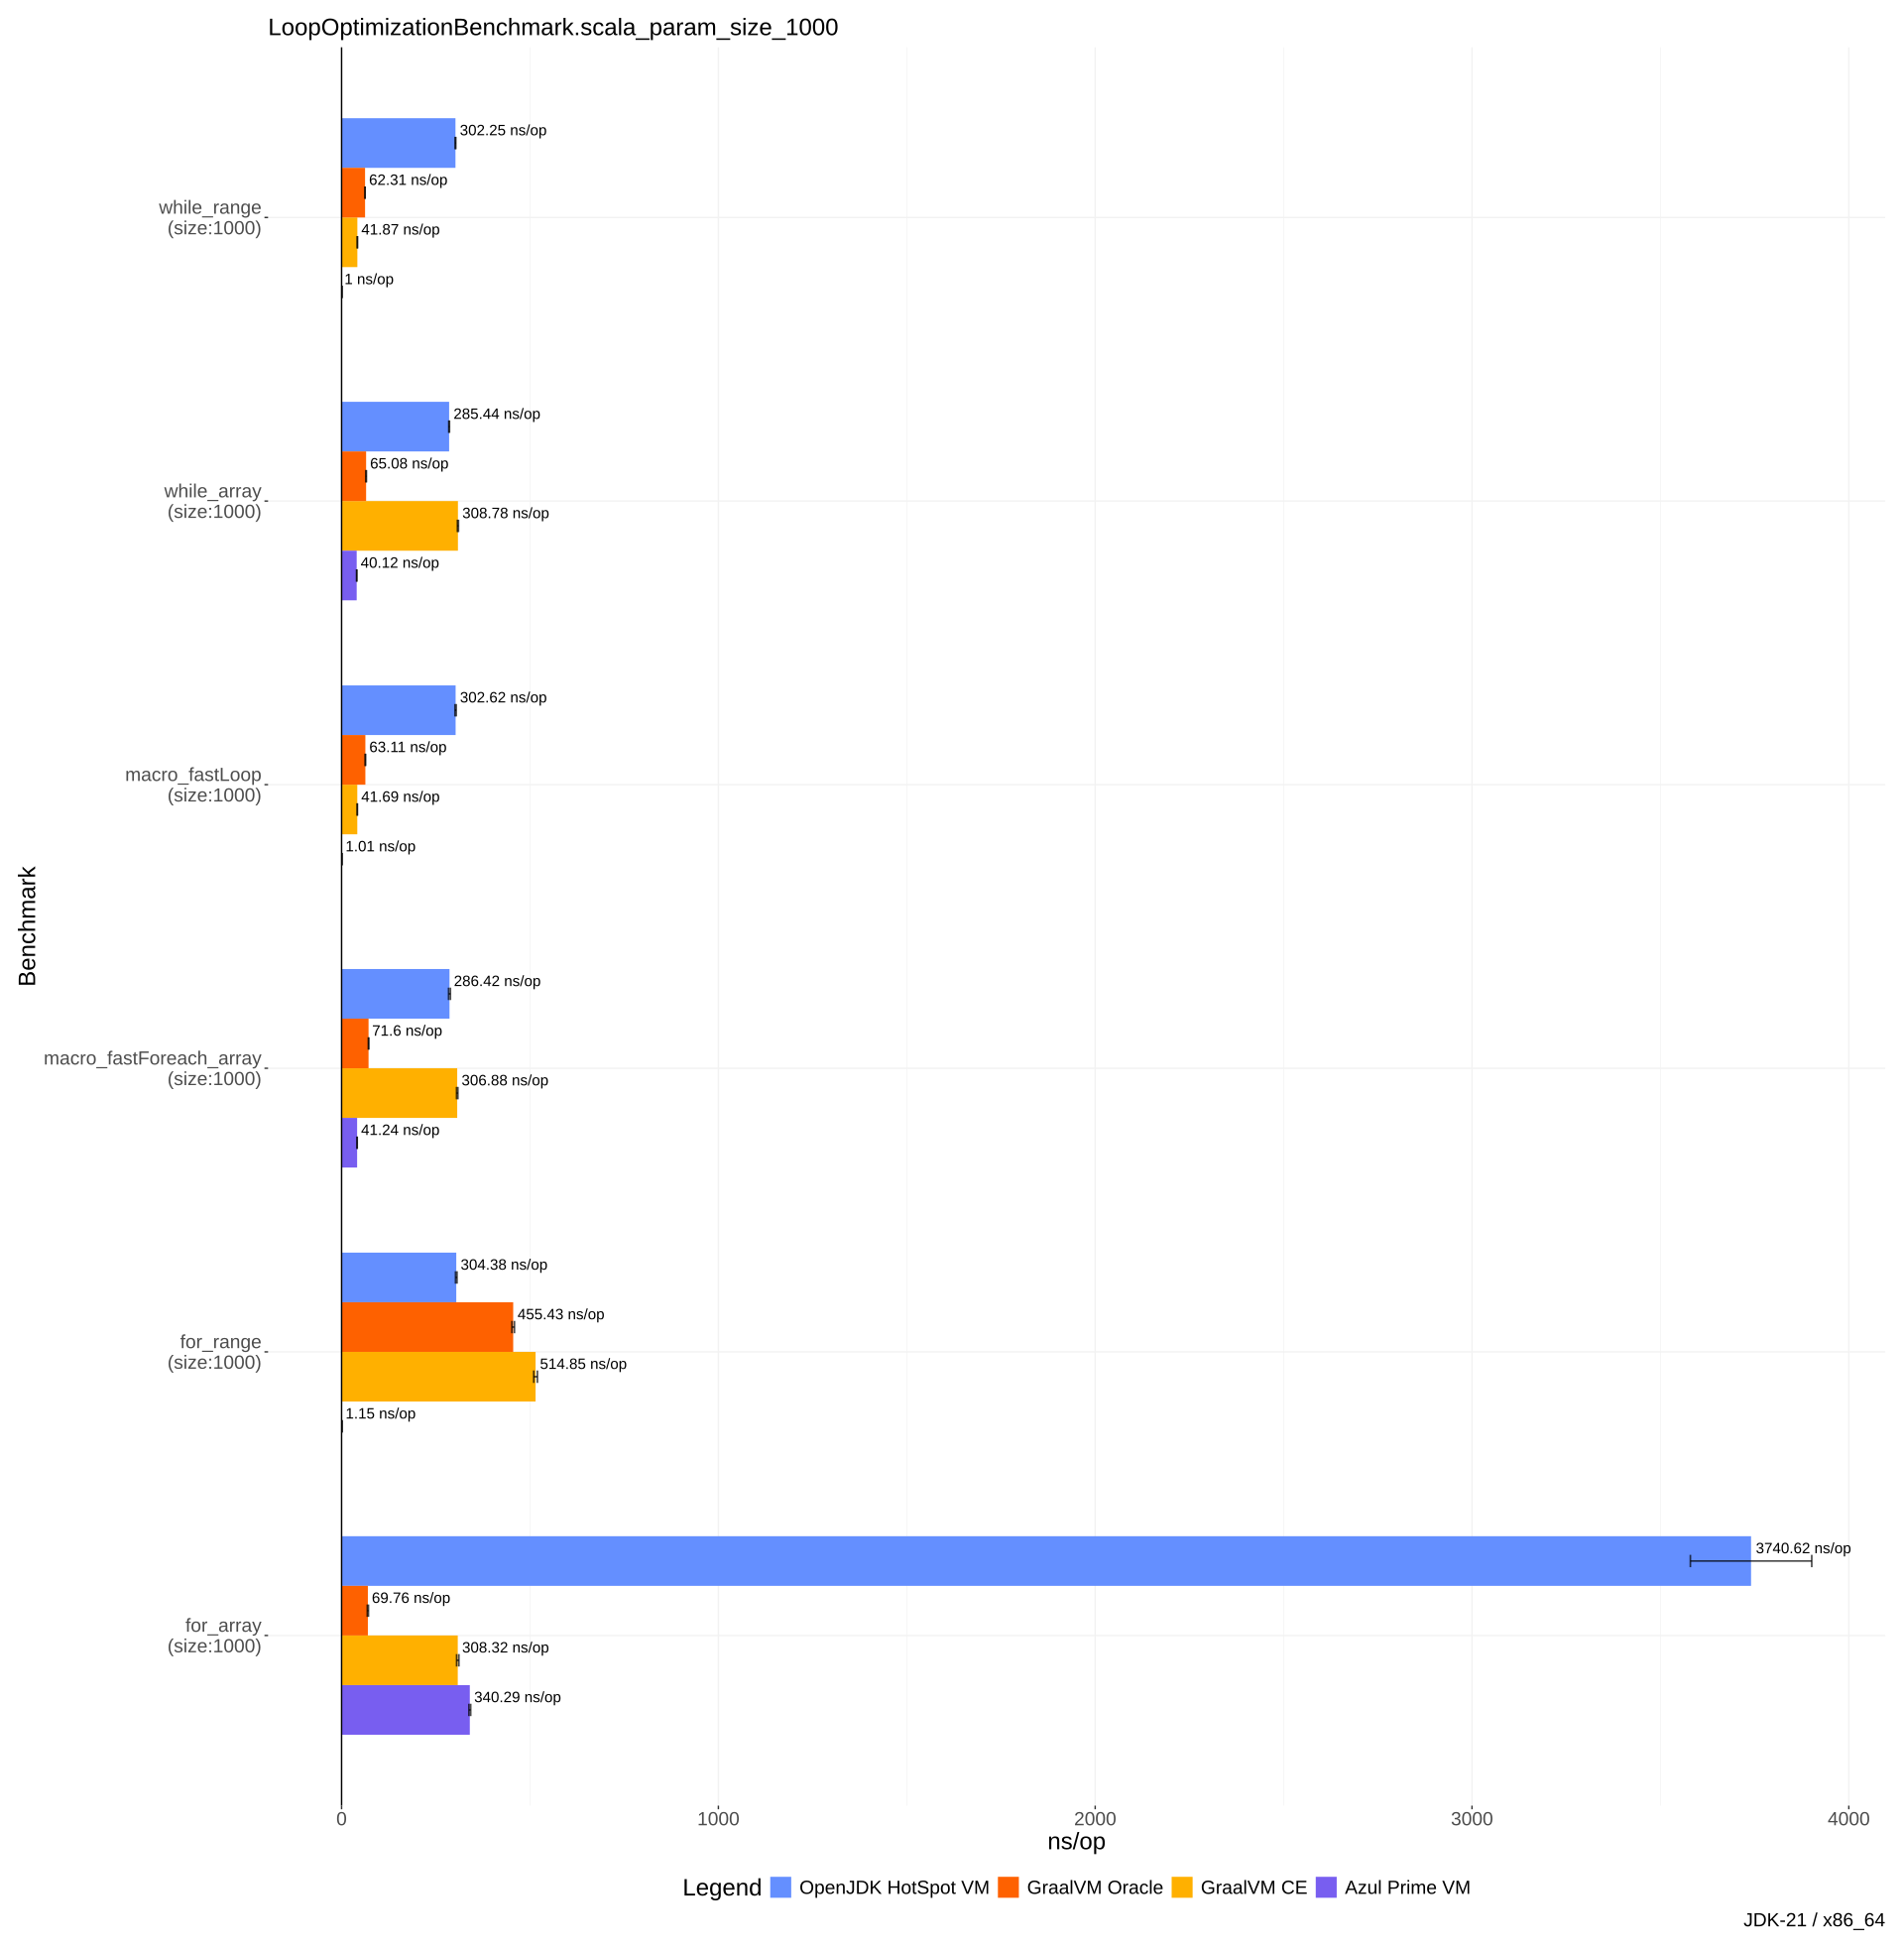 LoopOptimizationBenchmark.scala_param_size_1000
Benchmark
while_range
(size:1000)
302.25 ns/op
62.31 ns/op
41.87 ns/op
1 ns/op
while_array
(size:1000)
285.44 ns/op
65.08 ns/op
308.78 ns/op
40.12 ns/op
macro_fastLoop
(size:1000)
302.62 ns/op
63.11 ns/op
41.69 ns/op
1.01 ns/op
macro_fastForeach_array
(size:1000)
286.42 ns/op
71.6 ns/op
306.88 ns/op
41.24 ns/op
for_range
(size:1000)
304.38 ns/op
455.43 ns/op
514.85 ns/op
1.15 ns/op
for_array
(size:1000)
3740.62 ns/op
69.76 ns/op
308.32 ns/op
340.29 ns/op
0 1000 2000 3000 4000
ns/op
Legend OpenJDK HotSpot VM GraalVM Oracle GraalVM CE Azul Prime VM
JDK-21 / x86_64